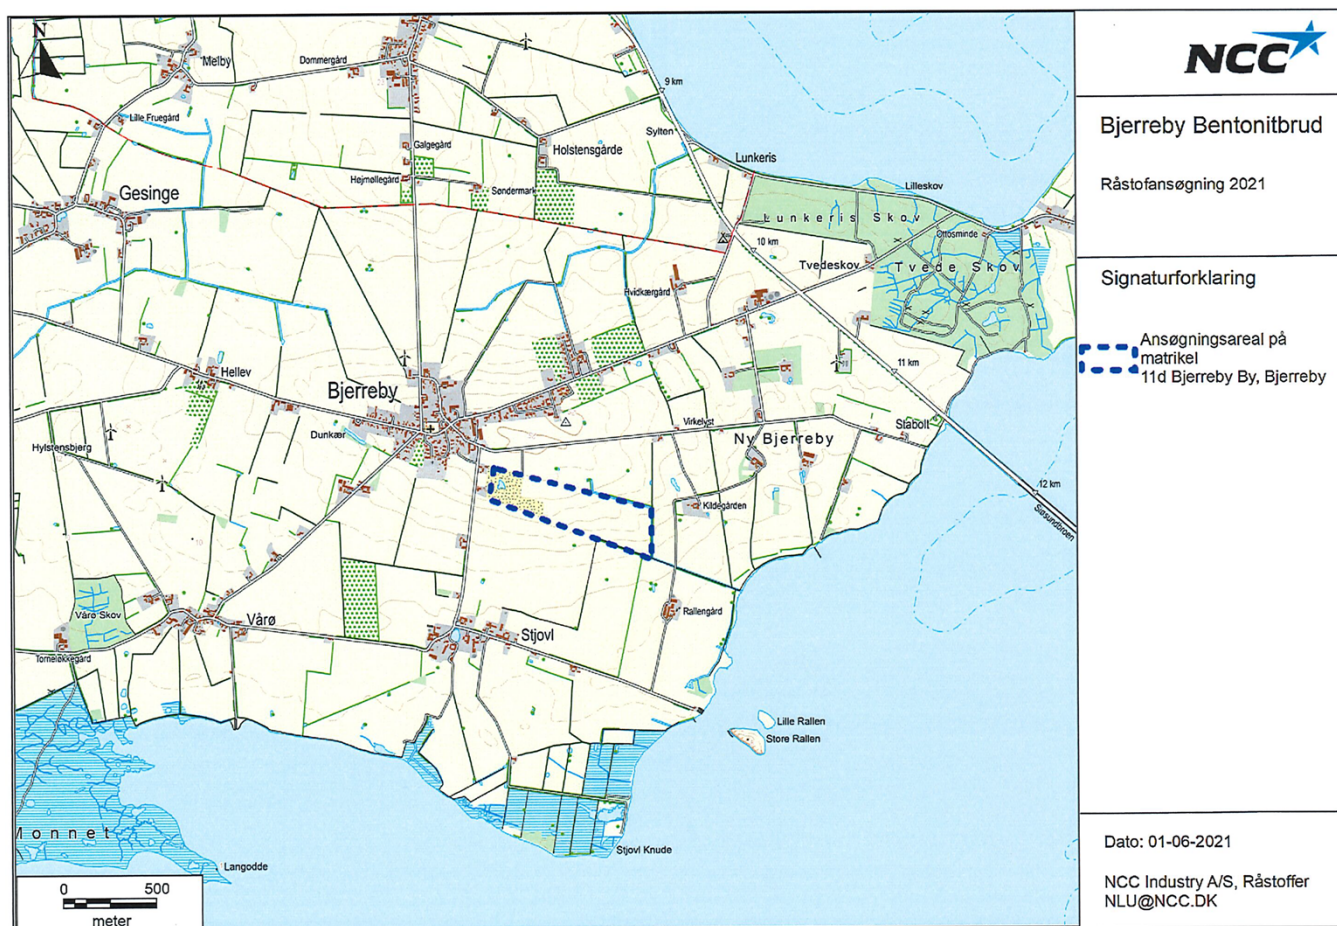 N
Melby
Dommergård
9 km
Lille Fruegård
Sylten
Galgegård
Holstensgårde
Lunkeris
Hejmøllegård
Søndermark
Lilleskov
Gesinge
Lunkeris Skov
Ottosminde
10 km
Tvedeskov
Tvede Skov
Hvidkærgård
11 km
Hellev
Bjerreby
Virkelyst
Stabolt
Dunkær
Ny Bjerreby
Hylstensbjerg
12 km
Kildegården
Siøsundbroen
Vårø Skov
Rallengård
Vårø
Stjovl
Torneløkkegård
Lille Rallen
Store Rallen
Monnet
Stjovl Knude
Langodde
0 500
meter
NCC
Bjerreby Bentonitbrud
Råstofansøgning 2021
Signaturforklaring
Ansøgningsareal på
matrikel
11d Bjerreby By, Bjerreby
Dato: 01-06-2021
NCC Industry A/S, Råstoffer
NLU@NCC.DK